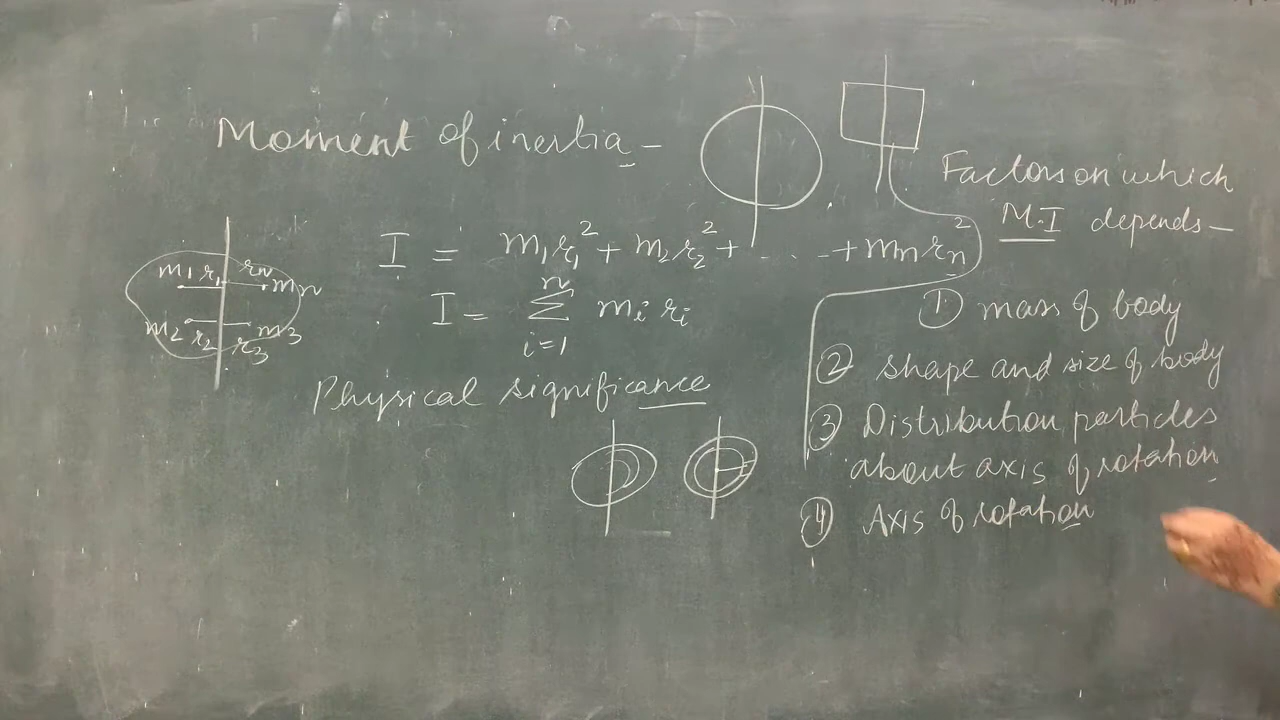 Moment of inertia -
I = m₁r₁² + m₂r₂² + . . . - + mnrn²
I = Σ mi ri
n
i=1
m₁ r₁ rn mn
m2 r2 r3 m3
Physical significance
Factors on which
M.I depends -
① mass of body
② shape and size of body
③ Distribution particles
about axis of rotation
④ Axis of rotation